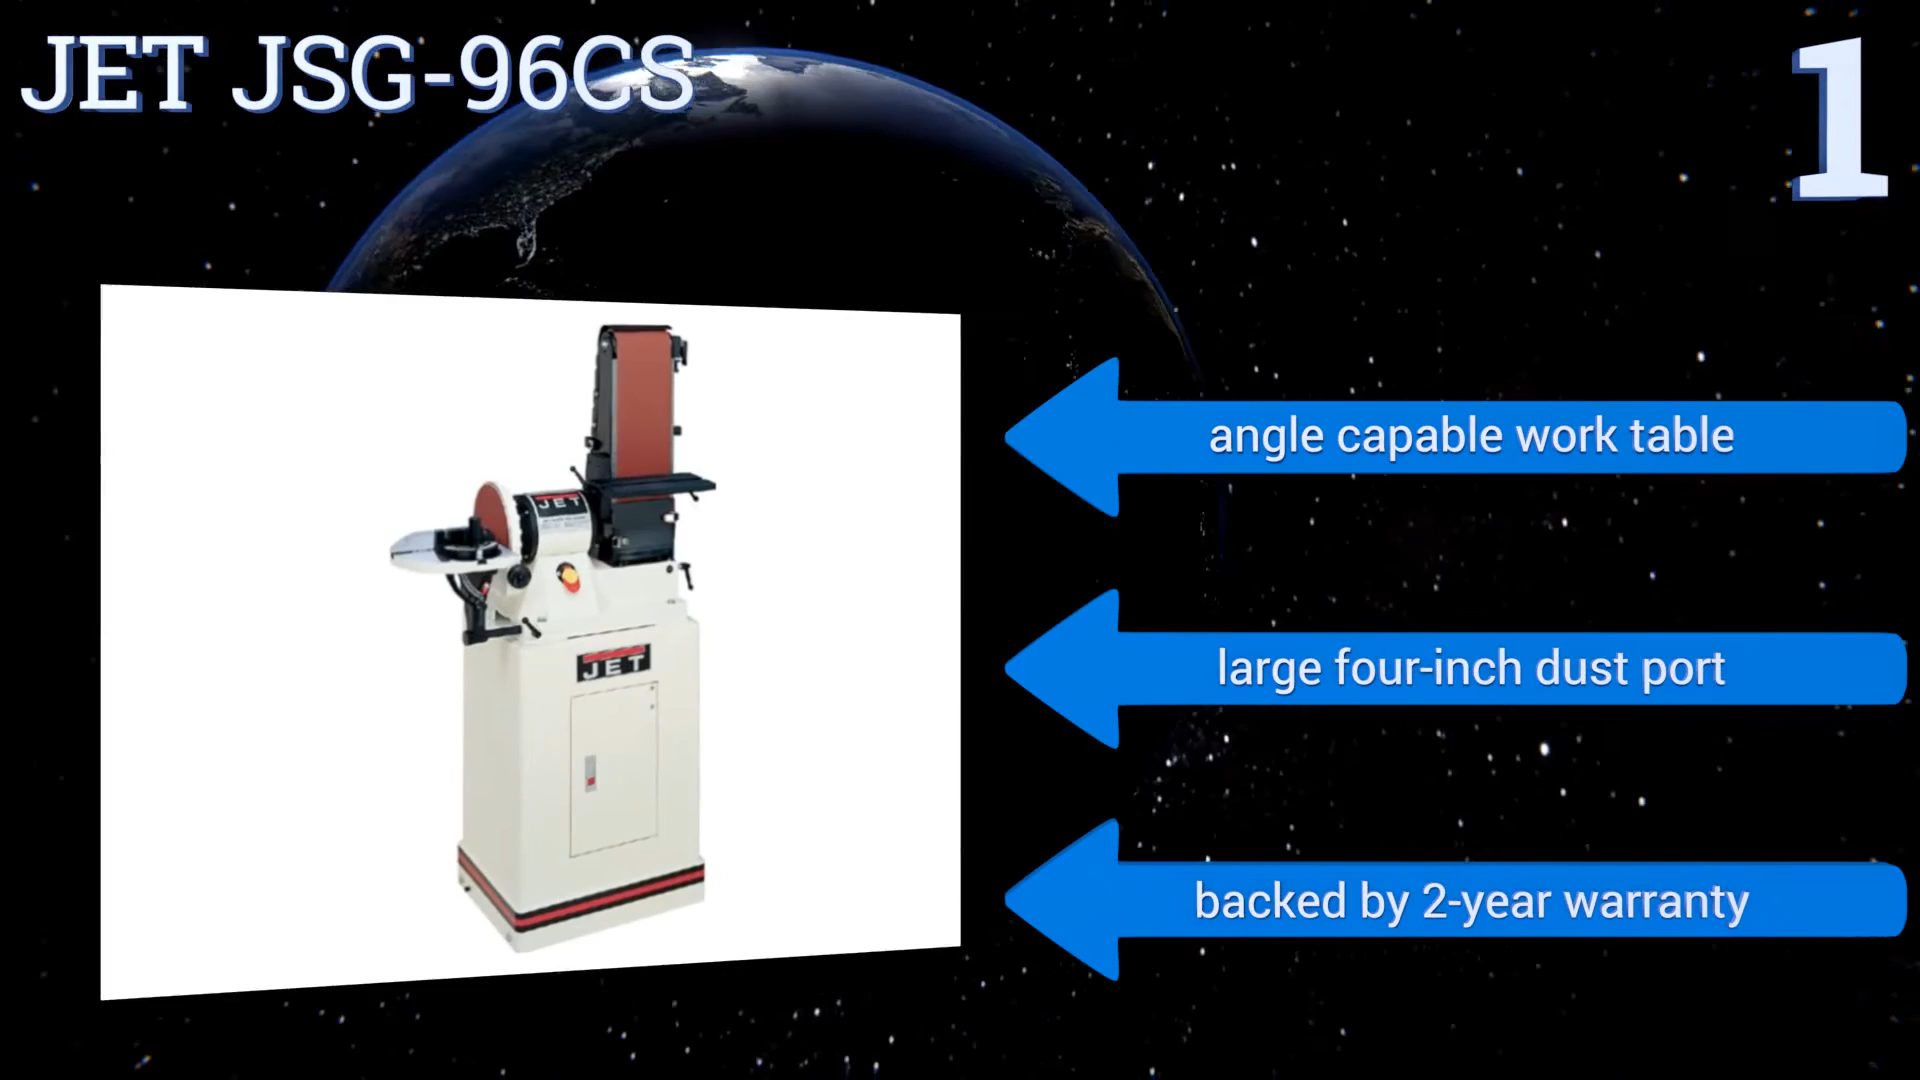 JET JSG-96CS
1
angle capable work table
JET
JET
large four-inch dust port
backed by 2-year warranty